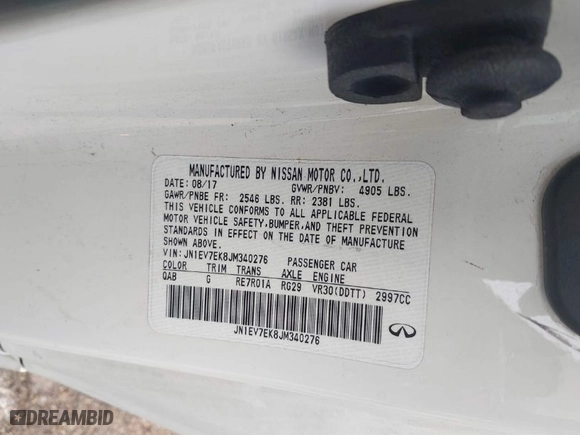 MANUFACTURED BY NISSAN MOTOR CO.,LTD.
DATE: 08/17 GVWR/PNBV: 4905 LBS.
GAWR/PNBE FR: 2546 LBS. RR: 2381 LBS.
THIS VEHICLE CONFORMS TO ALL APPLICABLE FEDERAL
MOTOR VEHICLE SAFETY,BUMPER,AND THEFT PREVENTION
STANDARDS IN EFFECT ON THE DATE OF MANUFACTURE
SHOWN ABOVE.
VIN: JN1EV7EK8JM340276 PASSENGER CAR
COLOR TRIM TRANS AXLE ENGINE
QAB G RE7R01A RG29 VR30(DDTT) 2997CC
JN1EV7EK8JM340276
DREAMBID